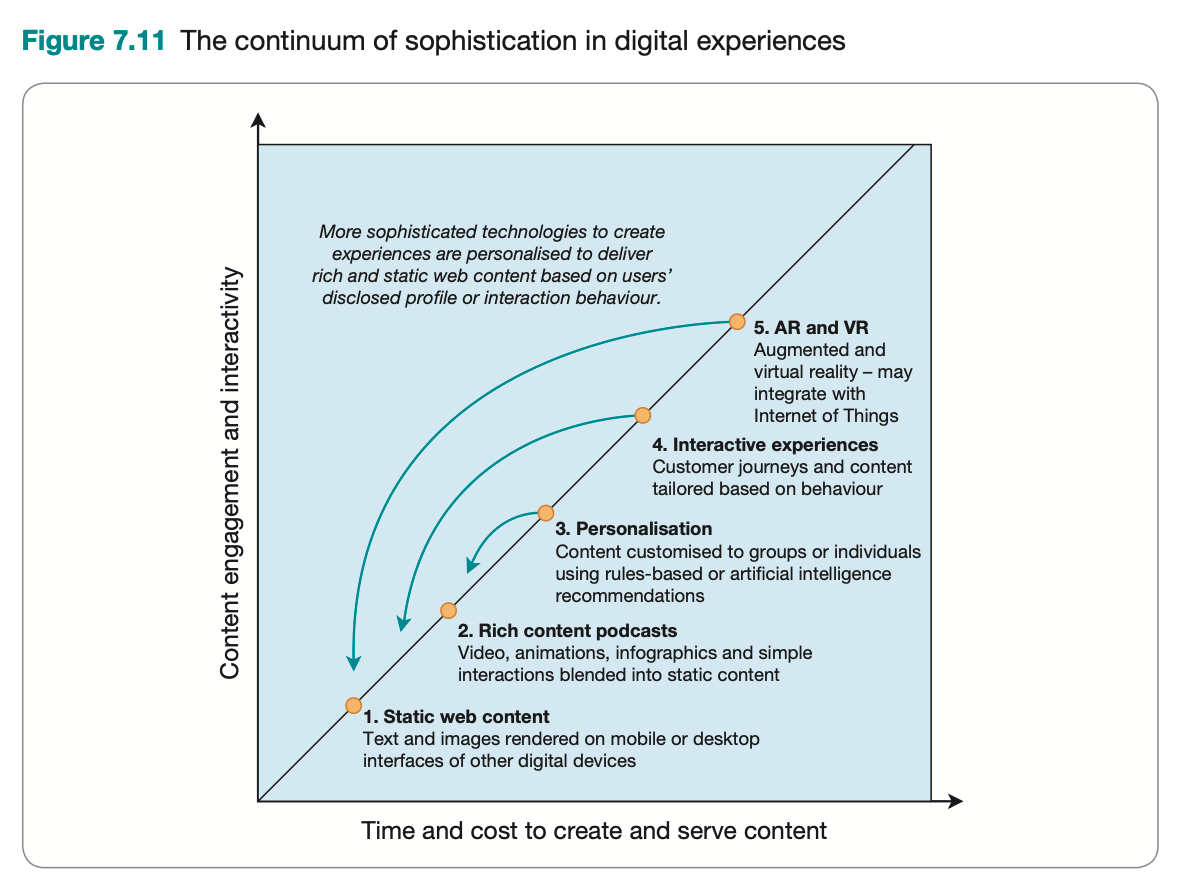 Figure 7.11 The continuum of sophistication in digital experiences
Content engagement and interactivity
More sophisticated technologies to create
experiences are personalised to deliver
rich and static web content based on users’
disclosed profile or interaction behaviour.
5. AR and VR
Augmented and
virtual reality – may
integrate with
Internet of Things
4. Interactive experiences
Customer journeys and content
tailored based on behaviour
3. Personalisation
Content customised to groups or individuals
using rules-based or artificial intelligence
recommendations
2. Rich content podcasts
Video, animations, infographics and simple
interactions blended into static content
1. Static web content
Text and images rendered on mobile or desktop
interfaces of other digital devices
Time and cost to create and serve content